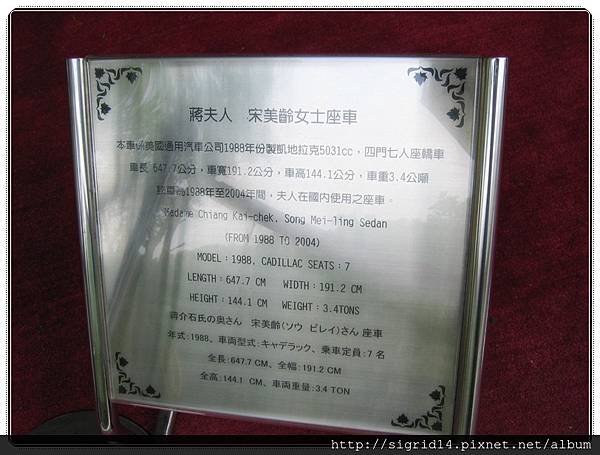 蔣夫人 宋美齡女士座車
本車為美國通用汽車公司1988年份製凱地拉克5031cc，四門七人座轎車
車長 647.7公分，車寬191.2公分，車高144.1公分，車重3.4公噸
該車為1988年至2004年間，夫人在國內使用之座車。
Madame Chiang Kai-chek. Song Mei-ling Sedan
(FROM 1988 TO 2004)
MODEL：1988. CADILLAC SEATS：7
LENGTH：647.7 CM WIDTH：191.2 CM
HEIGHT：144.1 CM WEIGHT：3.4TONS
蒋介石氏の奥さん 宋美齡(ソウ ビレイ)さん 座車
年式：1988、車両型式：キャデラック、乗車定員：7 名
全長：647.7 CM、全幅：191.2 CM
全高：144.1 CM、車両重量：3.4 TON
http://sigrid14.pixnet.net/album